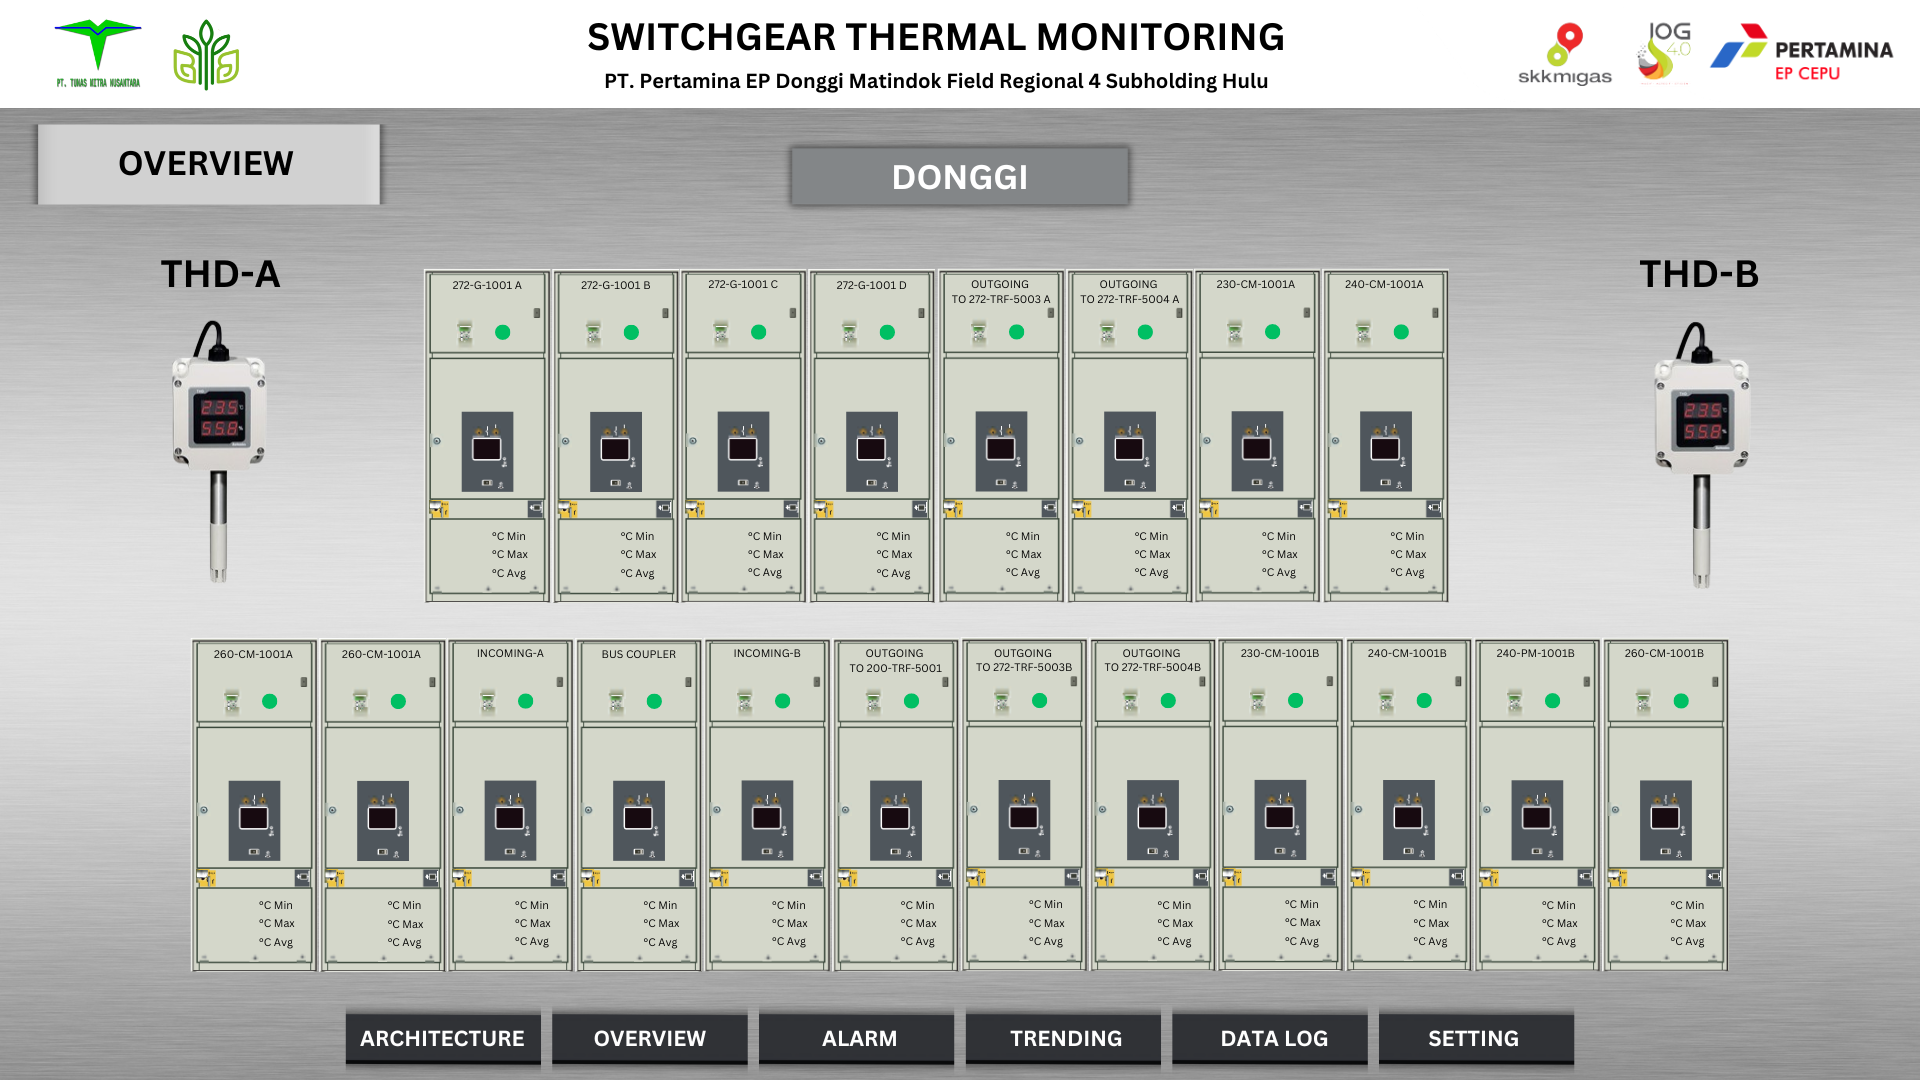 PT. TUNAS MITRA NUSANTARA
SWITCHGEAR THERMAL MONITORING
PT. Pertamina EP Donggi Matindok Field Regional 4 Subholding Hulu
skkmigas
IOG
4.0
PERTAMINA
EP CEPU
OVERVIEW
DONGGI
THD-A
THD-B
235
55.8
235
55.8
272-G-1001 A
272-G-1001 B
272-G-1001 C
272-G-1001 D
OUTGOING
TO 272-TRF-5003 A
OUTGOING
TO 272-TRF-5004 A
230-CM-1001A
240-CM-1001A
°C Min
°C Max
°C Avg
°C Min
°C Max
°C Avg
°C Min
°C Max
°C Avg
°C Min
°C Max
°C Avg
°C Min
°C Max
°C Avg
°C Min
°C Max
°C Avg
°C Min
°C Max
°C Avg
°C Min
°C Max
°C Avg
260-CM-1001A
260-CM-1001A
INCOMING-A
BUS COUPLER
INCOMING-B
OUTGOING
TO 200-TRF-5001
OUTGOING
TO 272-TRF-5003B
OUTGOING
TO 272-TRF-5004B
230-CM-1001B
240-CM-1001B
240-PM-1001B
260-CM-1001B
°C Min
°C Max
°C Avg
°C Min
°C Max
°C Avg
°C Min
°C Max
°C Avg
°C Min
°C Max
°C Avg
°C Min
°C Max
°C Avg
°C Min
°C Max
°C Avg
°C Min
°C Max
°C Avg
°C Min
°C Max
°C Avg
°C Min
°C Max
°C Avg
°C Min
°C Max
°C Avg
°C Min
°C Max
°C Avg
°C Min
°C Max
°C Avg
ARCHITECTURE
OVERVIEW
ALARM
TRENDING
DATA LOG
SETTING